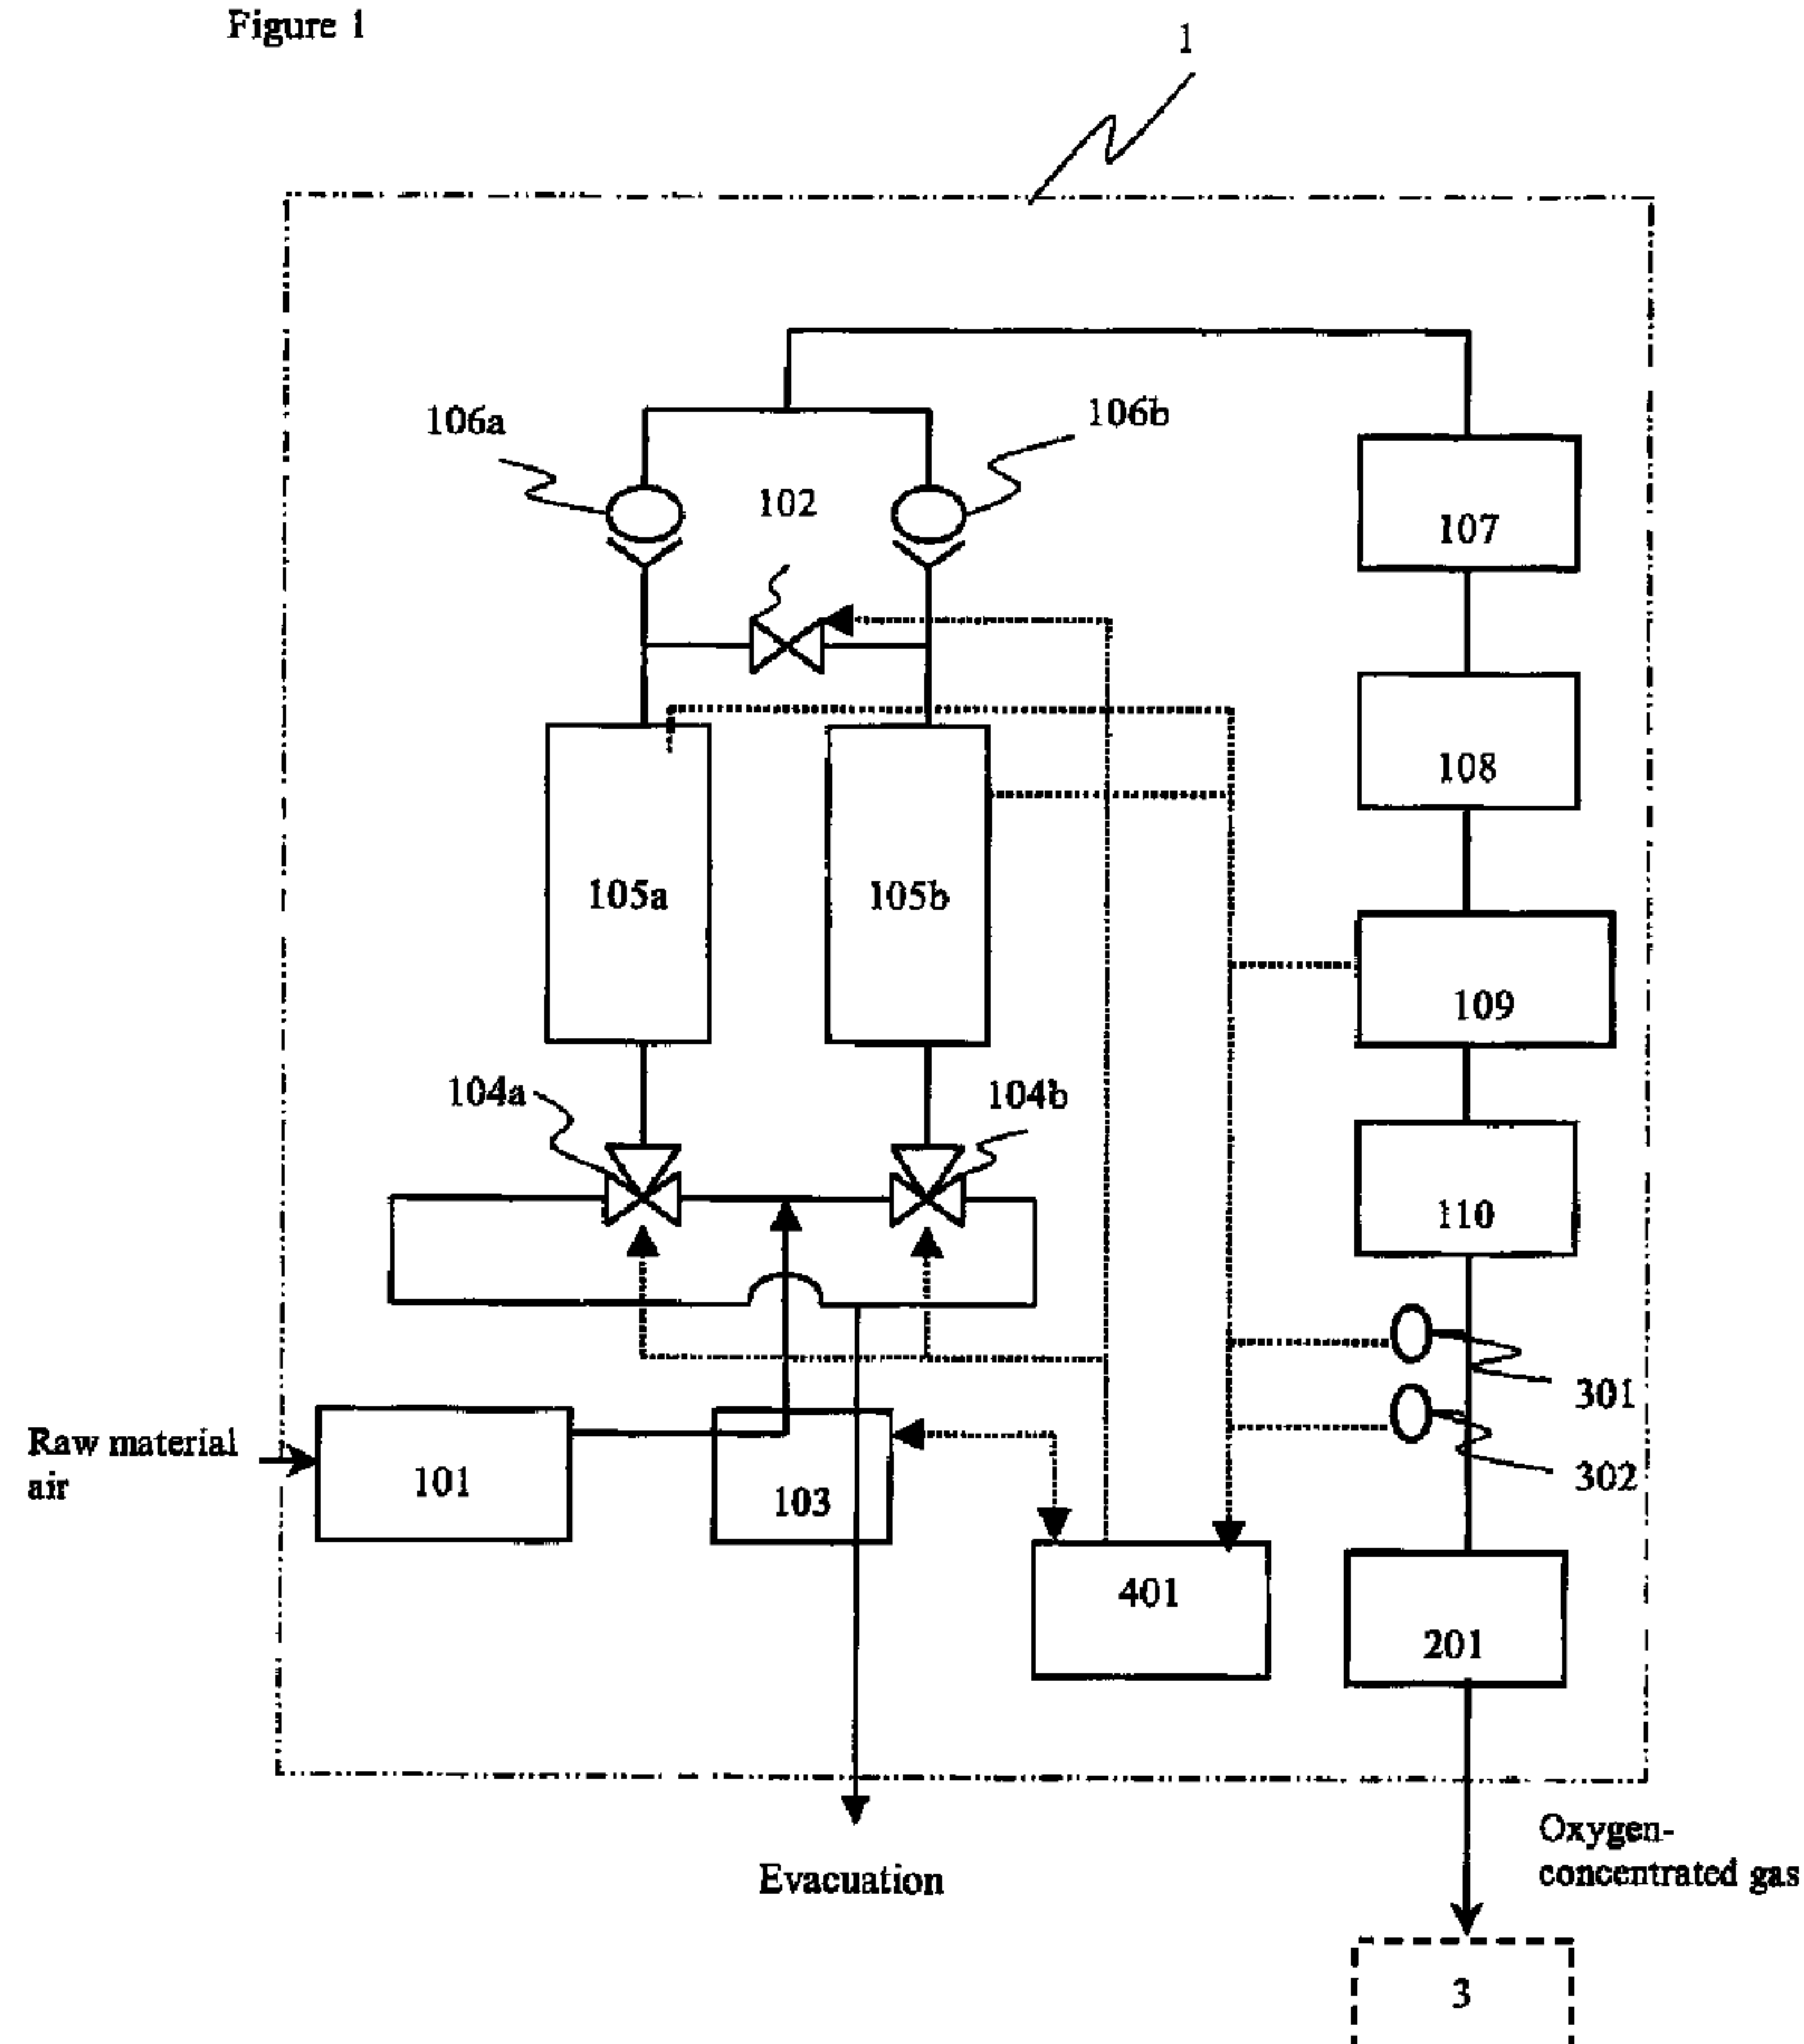 Figure 1
1
106a
106b
102
107
108
105a
105b
109
104a
104b
110
301
Raw material
air
101
103
302
401
201
Oxygen-
concentrated gas
Evacuation
3